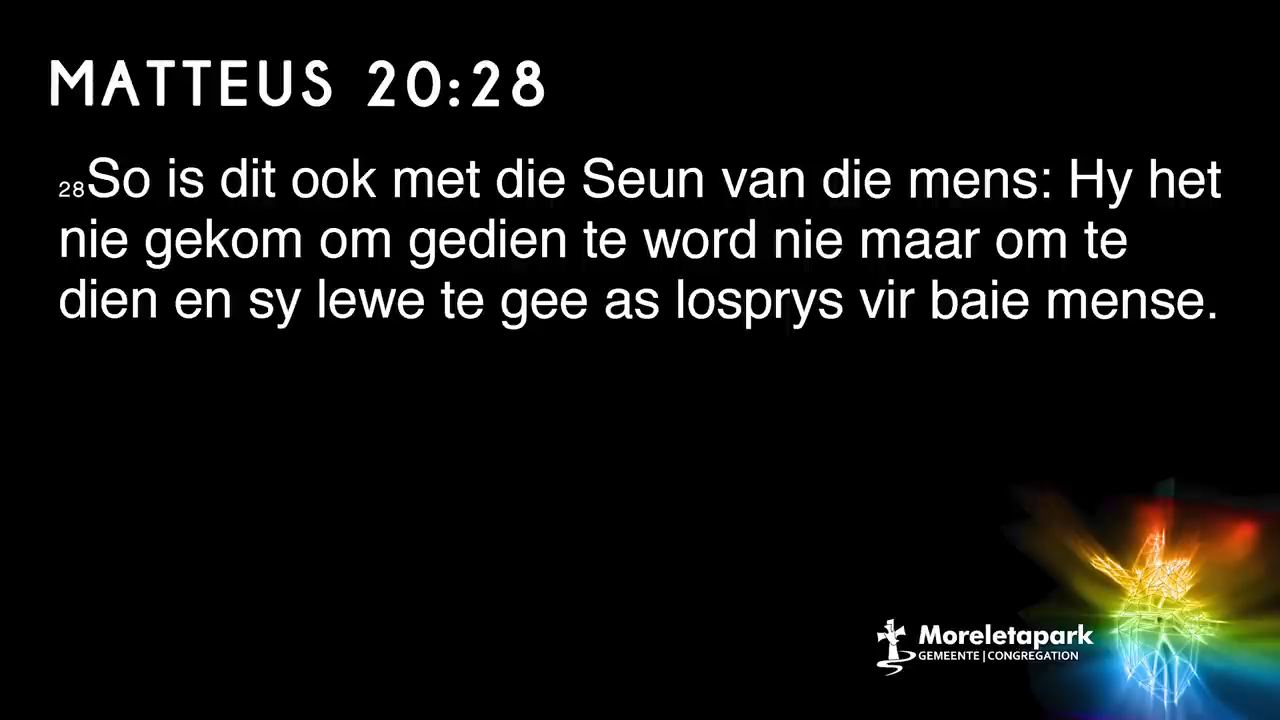 MATTEUS 20:28
28So is dit ook met die Seun van die mens: Hy het
nie gekom om gedien te word nie maar om te
dien en sy lewe te gee as losprys vir baie mense.
Moreletapark
GEMEENTE | CONGREGATION